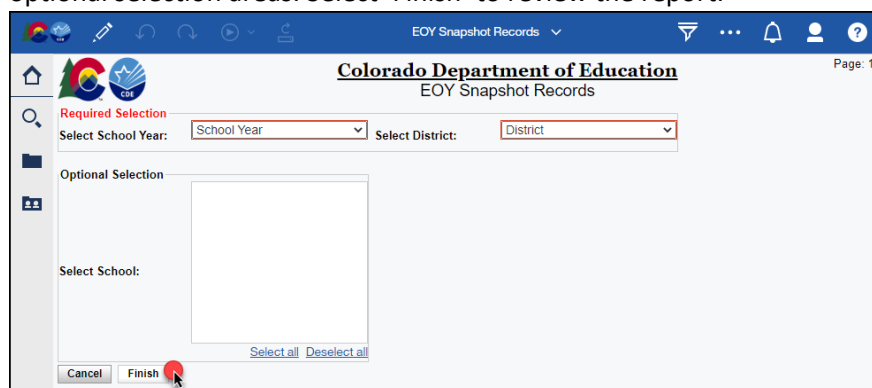 optional selection areas. Select “Finish” to review the report.
EOY Snapshot Records
Page: 1
CDE
Colorado Department of Education
EOY Snapshot Records
Required Selection
Select School Year: School Year Select District: District
Optional Selection
Select School:
Select all Deselect all
Cancel Finish